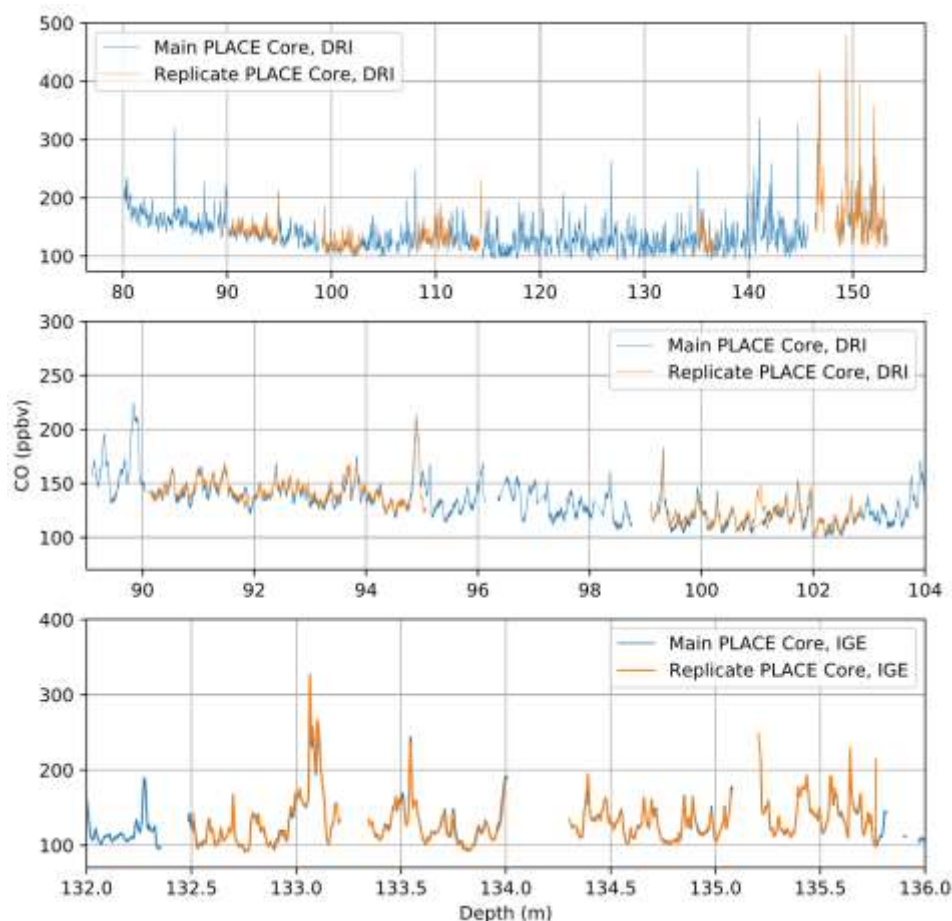 500
400
300
200
100
Main PLACE Core, DRI
Replicate PLACE Core, DRI
80 90 100 110 120 130 140 150
300
250
200
150
100
CO (ppbv)
Main PLACE Core, DRI
Replicate PLACE Core, DRI
90 92 94 96 98 100 102 104
400
300
200
100
Main PLACE Core, IGE
Replicate PLACE Core, IGE
132.0 132.5 133.0 133.5 134.0 134.5 135.0 135.5 136.0
Depth (m)